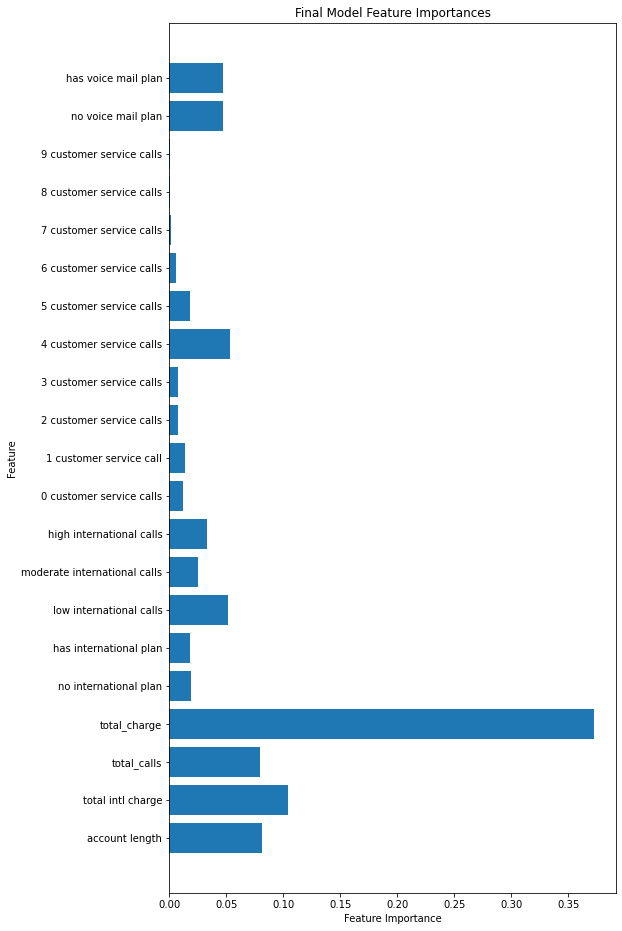 Final Model Feature Importances
has voice mail plan
no voice mail plan
9 customer service calls
8 customer service calls
7 customer service calls
6 customer service calls
5 customer service calls
4 customer service calls
3 customer service calls
2 customer service calls
1 customer service call
0 customer service calls
high international calls
moderate international calls
low international calls
has international plan
no international plan
total_charge
total_calls
total intl charge
account length
Feature
0.00 0.05 0.10 0.15 0.20 0.25 0.30 0.35
Feature Importance